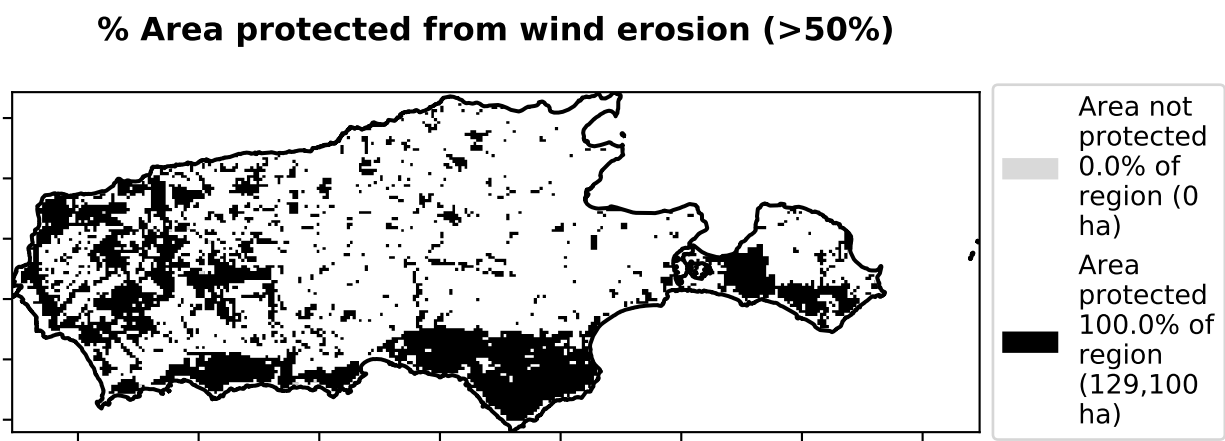 % Area protected from wind erosion (>50%)
Area not
protected
0.0% of
region (0
ha)
Area
protected
100.0% of
region
(129,100
ha)